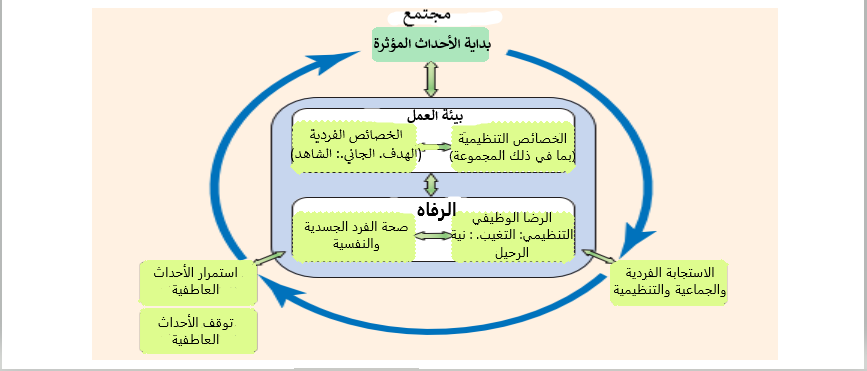 مجتمع
بداية الأحداث المؤثرة
بيئة العمل
الخصائص التنظيمية
(بما في ذلك المجموعة)
الخصائص الفردية
(الهدف. الجاني.: الشاهد)
الرفاه
الرضا الوظيفي
التنظيمي: التغيب. : نية
الرحيل
صحة الفرد الجسدية
والنفسية
الاستجابة الفردية
والجماعية والتنظيمية
استمرار الأحداث
العاطفية
توقف الأحداث
العاطفية